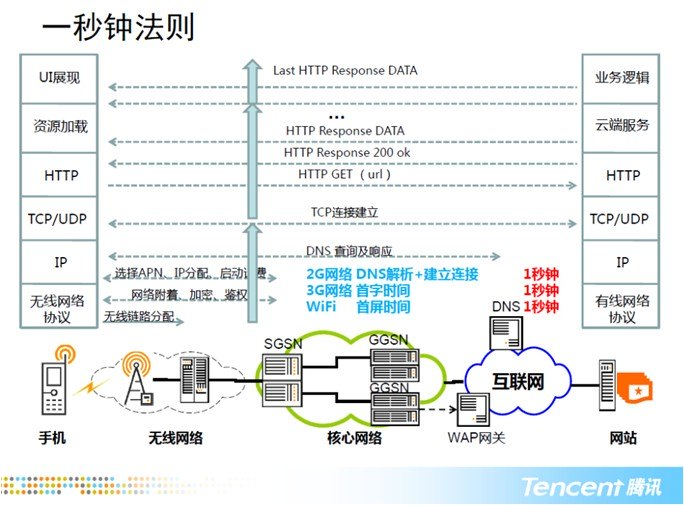 一秒钟法则
UI展现
Last HTTP Response DATA
业务逻辑
...
资源加载
HTTP Response DATA
云端服务
HTTP Response 200 ok
HTTP
HTTP GET （url）
HTTP
TCP/UDP
TCP连接建立
TCP/UDP
IP
DNS 查询及响应
IP
选择APN、IP分配、启动计费
2G网络 DNS解析+建立连接 1秒钟
无线网络
协议
网络附着、加密、鉴权
3G网络 首字时间 1秒钟
有线网络
协议
无线链路分配
WiFi 首屏时间 1秒钟
DNS
SGSN
GGSN
GGSN
互联网
手机
无线网络
核心网络
WAP网关
网站
Tencent 腾讯